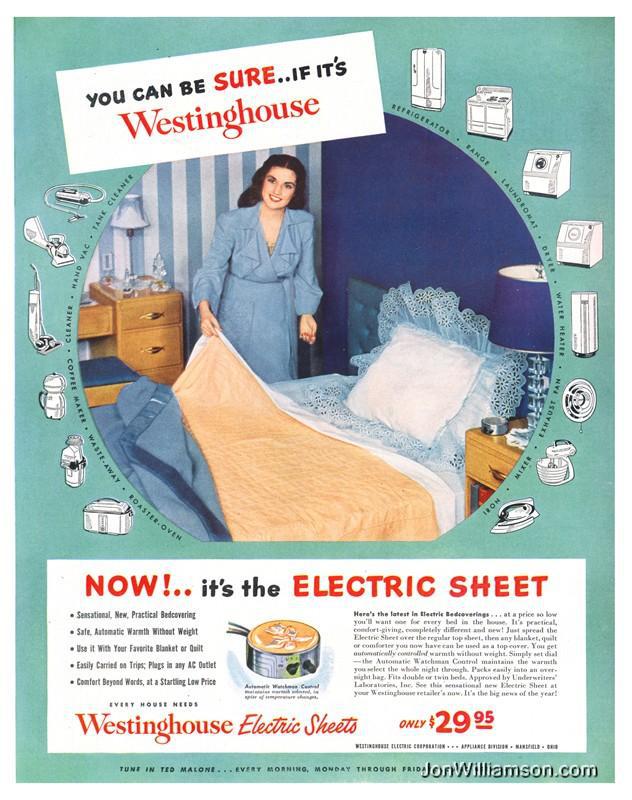 YOU CAN BE SURE..IF IT'S
Westinghouse
REFRIGERATOR • RANGE • LAUNDROMAT • DRYER • WATER HEATER • EXHAUST FAN • MIXER • IRON
TANK CLEANER • HAND VAC • CLEANER • COFFEE MAKER • WASTE-AWAY • ROASTER-OVEN
NOW!.. it's the ELECTRIC SHEET
• Sensational, New, Practical Bedcovering
• Safe, Automatic Warmth Without Weight
• Use it With Your Favorite Blanket or Quilt
• Easily Carried on Trips; Plugs in any AC Outlet
• Comfort Beyond Words, at a Startling Low Price
Automatic Watchman Control
maintains warmth selected, in
spite of temperature changes.
Here's the latest in Electric Bedcoverings . . . at a price so low
you'll want one for every bed in the house. It's practical,
comfort-giving, completely different and new! Just spread the
Electric Sheet over the regular top sheet, then any blanket, quilt
or comforter you now have can be used as a top-cover. You get
automatically controlled warmth without weight. Simply set dial
—the Automatic Watchman Control maintains the warmth
you select the whole night through. Packs easily into an over-
night bag. Fits double or twin beds. Approved by Underwriters'
Laboratories, Inc. See this sensational new Electric Sheet at
your Westinghouse retailer's now. It's the big news of the year!
EVERY HOUSE NEEDS
Westinghouse Electric Sheets
ONLY $29 95
WESTINGHOUSE ELECTRIC CORPORATION • • • APPLIANCE DIVISION • MANSFIELD • OHIO
TUNE IN TED MALONE . . . EVERY MORNING, MONDAY THROUGH
JonWilliamson.com